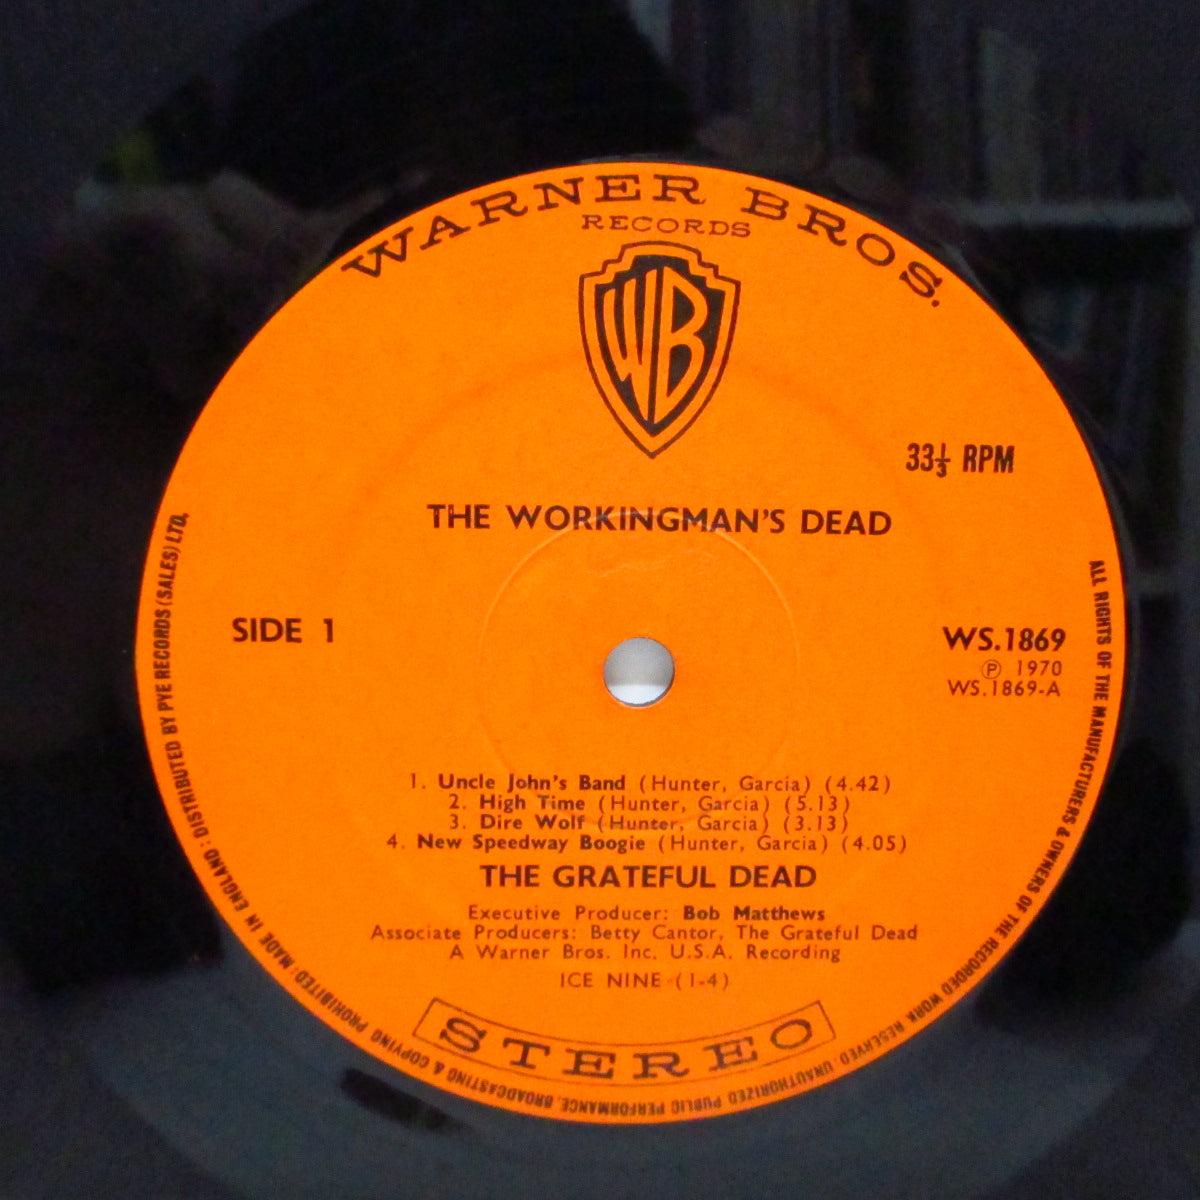 WARNER BROS.
RECORDS
WB
33⅓ RPM
THE WORKINGMAN'S DEAD
SIDE 1
WS.1869
Ⓟ 1970
WS.1869-A
1. Uncle John's Band (Hunter, Garcia) (4.42)
2. High Time (Hunter, Garcia) (5.13)
3. Dire Wolf (Hunter, Garcia) (3.13)
4. New Speedway Boogie (Hunter, Garcia) (4.05)
THE GRATEFUL DEAD
Executive Producer: Bob Matthews
Associate Producers: Betty Cantor, The Grateful Dead
A Warner Bros. Inc. U.S.A. Recording
ICE NINE (1-4)
STEREO
ALL RIGHTS OF THE MANUFACTURERS & OWNERS OF THE RECORDED WORK RESERVED. UNAUTHORIZED PUBLIC PERFORMANCE, BROADCASTING & COPYING PROHIBITED: MADE IN ENGLAND: DISTRIBUTED BY PYE RECORDS (SALES) LTD.